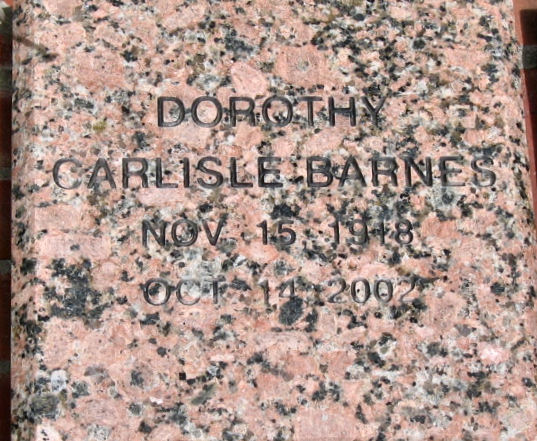 DOROTHY
CARLISLE BARNES
NOV. 15, 1918
OCT 14 2002